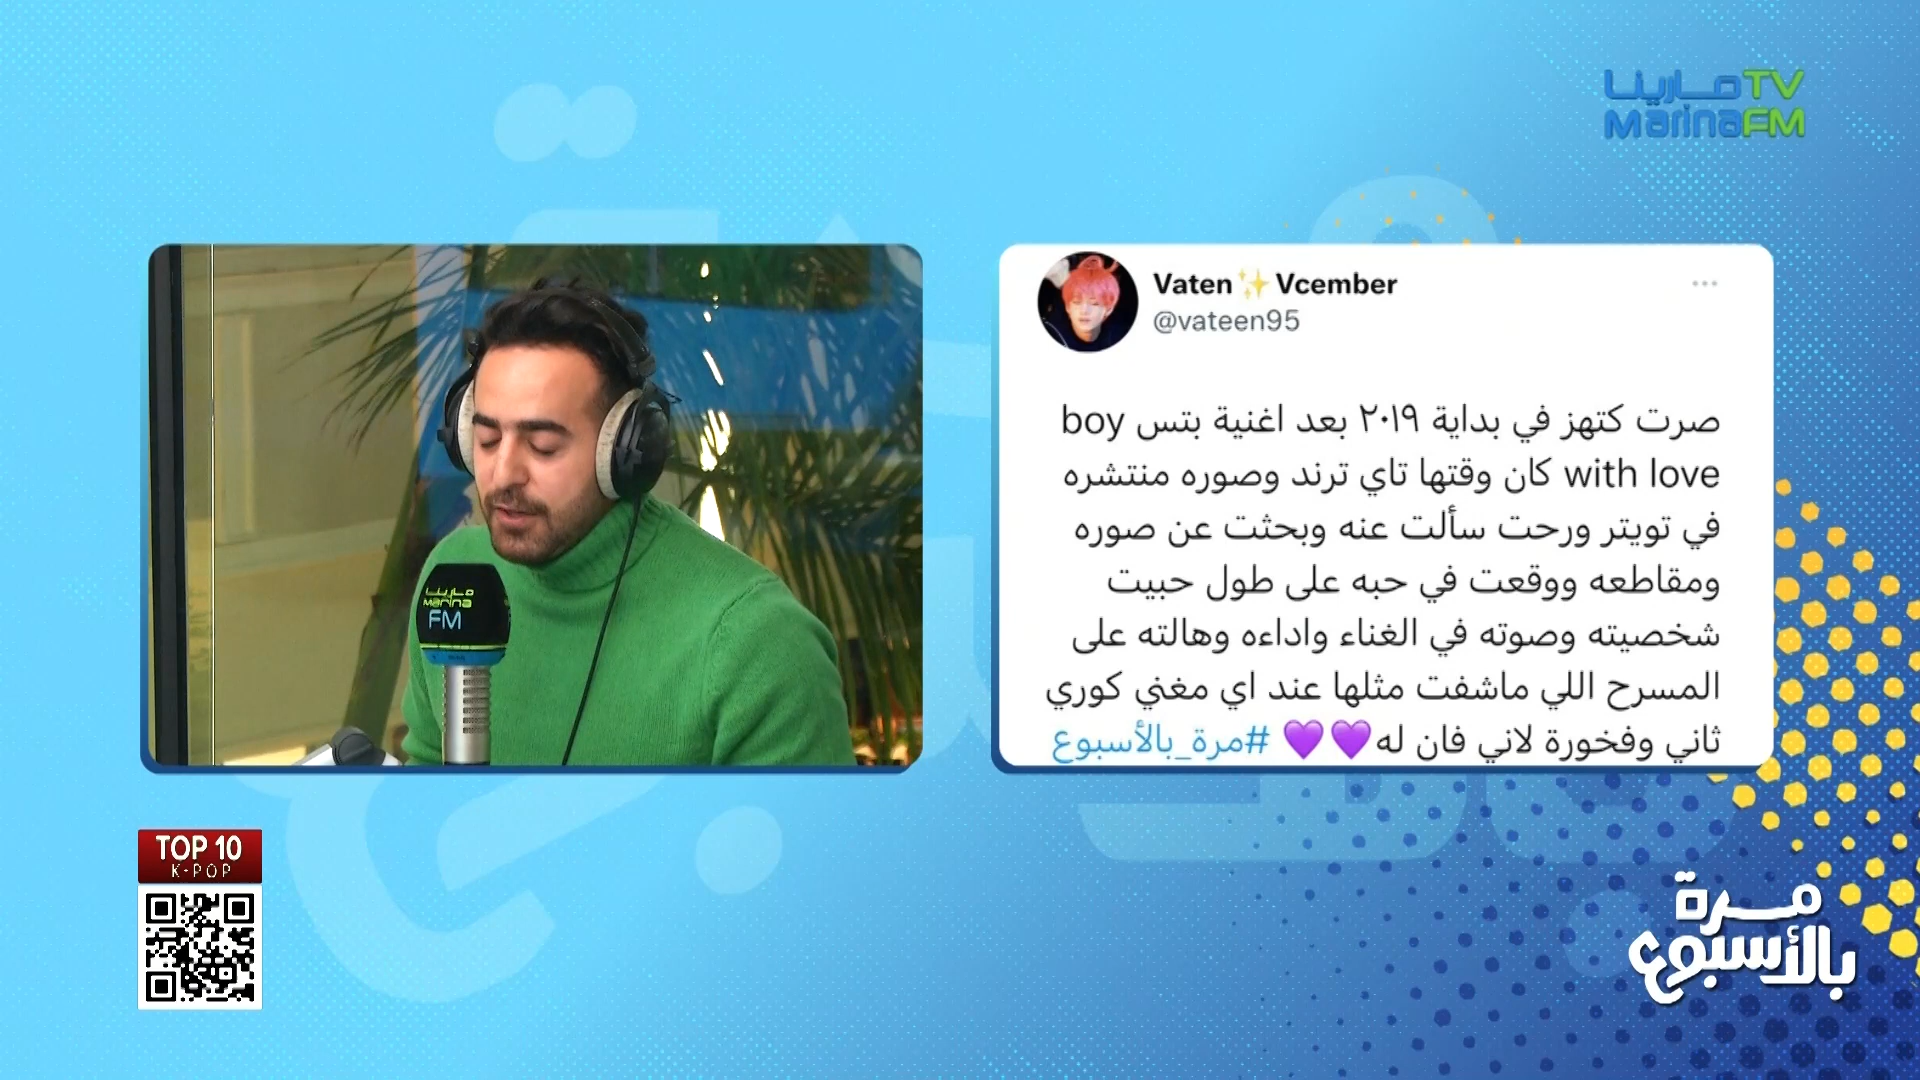 مارينا TV
Marina FM
Vaten✨Vcember
@vateen95
صرت كتهز في بداية ٢٠١٩ بعد اغنية بتس boy
with love كان وقتها تاي ترند وصوره منتشره
في تويتر ورحت سألت عنه وبحثت عن صوره
ومقاطعه ووقعت في حبه على طول حبيت
شخصيته وصوته في الغناء واداءه وهالته على
المسرح اللي ماشفت مثلها عند اي مغني كوري
ثاني وفخورة لاني فان له💜💜 #مرة_بالأسبوع
مارينا
Marina
FM
TOP 10
K-POP
مرة
بالأسبوع